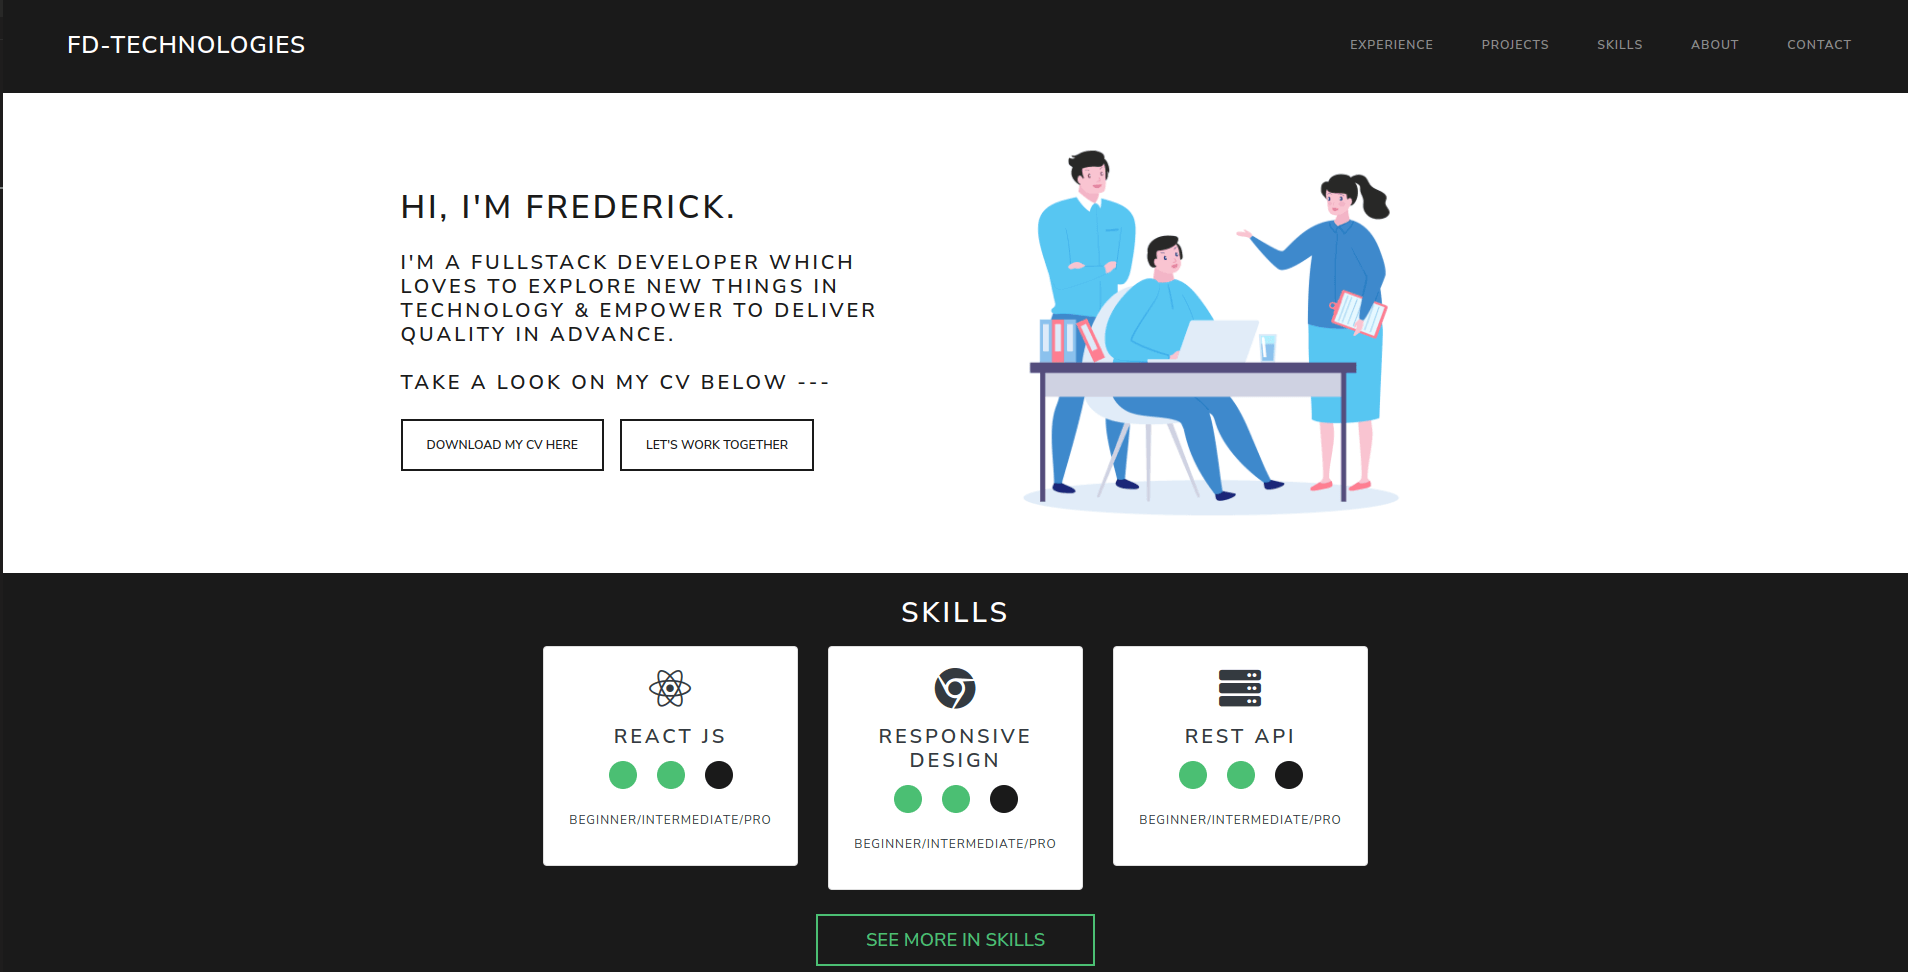 FD-TECHNOLOGIES
EXPERIENCE
PROJECTS
SKILLS
ABOUT
CONTACT
HI, I'M FREDERICK.
I'M A FULLSTACK DEVELOPER WHICH
LOVES TO EXPLORE NEW THINGS IN
TECHNOLOGY & EMPOWER TO DELIVER
QUALITY IN ADVANCE.
TAKE A LOOK ON MY CV BELOW ---
DOWNLOAD MY CV HERE
LET'S WORK TOGETHER
SKILLS
REACT JS
BEGINNER/INTERMEDIATE/PRO
RESPONSIVE
DESIGN
BEGINNER/INTERMEDIATE/PRO
REST API
BEGINNER/INTERMEDIATE/PRO
SEE MORE IN SKILLS